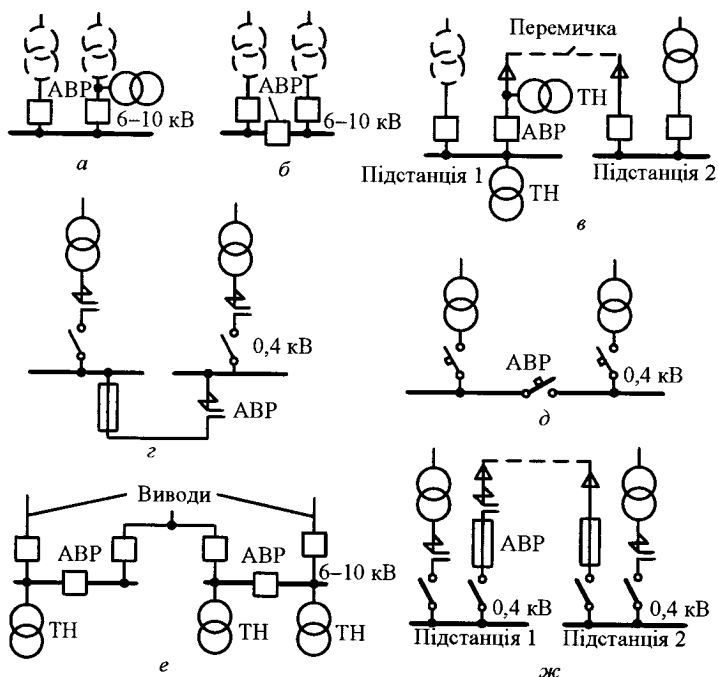 АВР
6–10 кВ
а
АВР
6–10 кВ
б
Перемичка
ТН
АВР
Підстанція 1
Підстанція 2
ТН
в
0,4 кВ
АВР
г
АВР
0,4 кВ
д
Виводи
АВР
АВР
6–10 кВ
ТН
ТН
ТН
е
АВР
0,4 кВ
0,4 кВ
Підстанція 1
Підстанція 2
ж